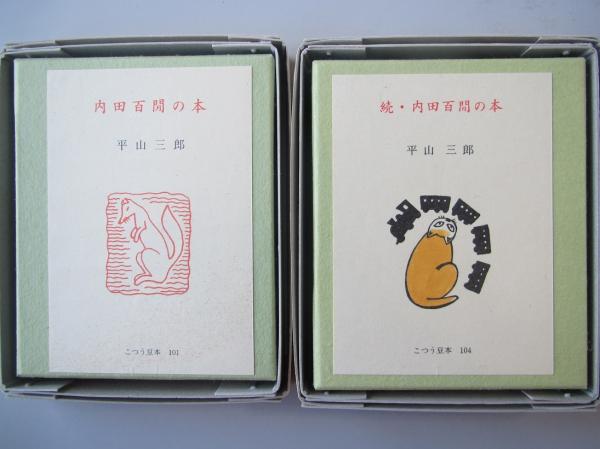 内田百閒の本
平山三郎
こつう豆本 101
続・内田百閒の本
平山三郎
こつう豆本 104